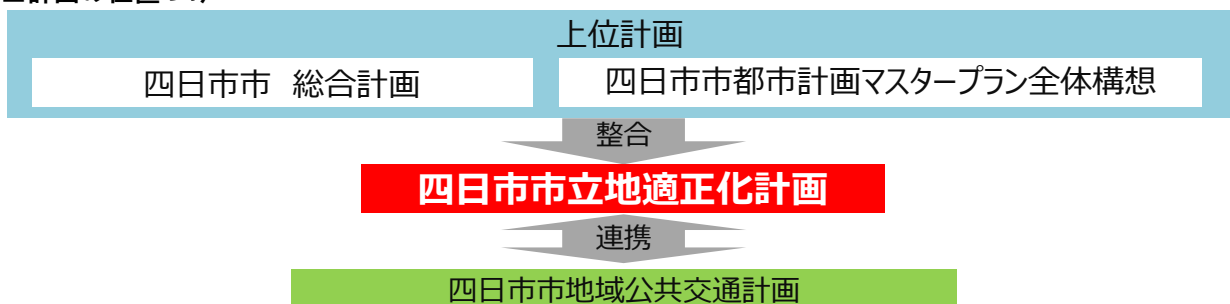 上位計画
四日市市　総合計画
四日市市都市計画マスタープラン全体構想
整合
四日市市立地適正化計画
連携
四日市市地域公共交通計画